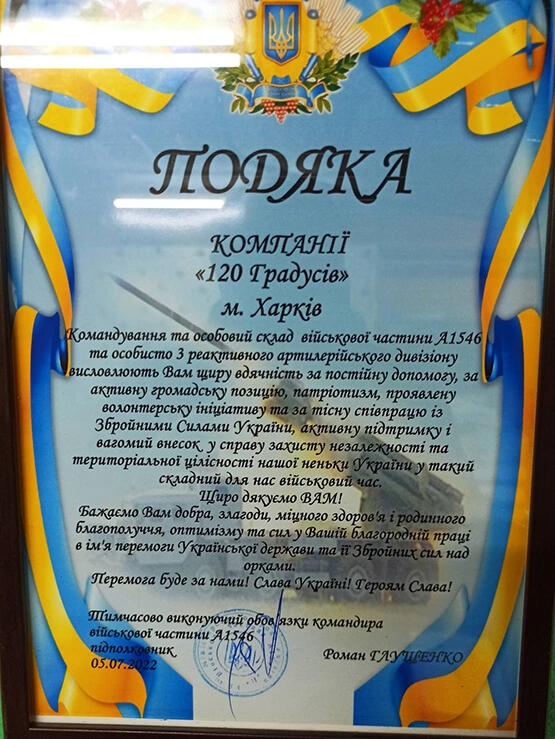 ПОДЯКА
КОМПАНІЇ
«120 Градусів»
м. Харків
Командування та особовий склад військової частини А1546
та особисто 3 реактивного артилерійського дивізіону
висловлюють Вам щиру вдячність за постійну допомогу, за
активну громадську позицію, патріотизм, проявлену
волонтерську ініціативу та за тісну співпрацю із
Збройними Силами України, активну підтримку і
вагомий внесок у справу захисту незалежності та
територіальної цілісності нашої неньки України у такий
складний для нас військовий час.
Щиро дякуємо ВАМ!
Бажаємо Вам добра, злагоди, міцного здоров'я і родинного
благополуччя, оптимізму та сил у Вашій благородній праці
в ім'я перемоги Української держави та її Збройних сил над
орками.
Перемога буде за нами! Слава Україні! Героям Слава!
Тимчасово виконуючий обов'язки командира
військової частини А1546
підполковник
05.07.2022
Роман ГЛУЩЕНКО